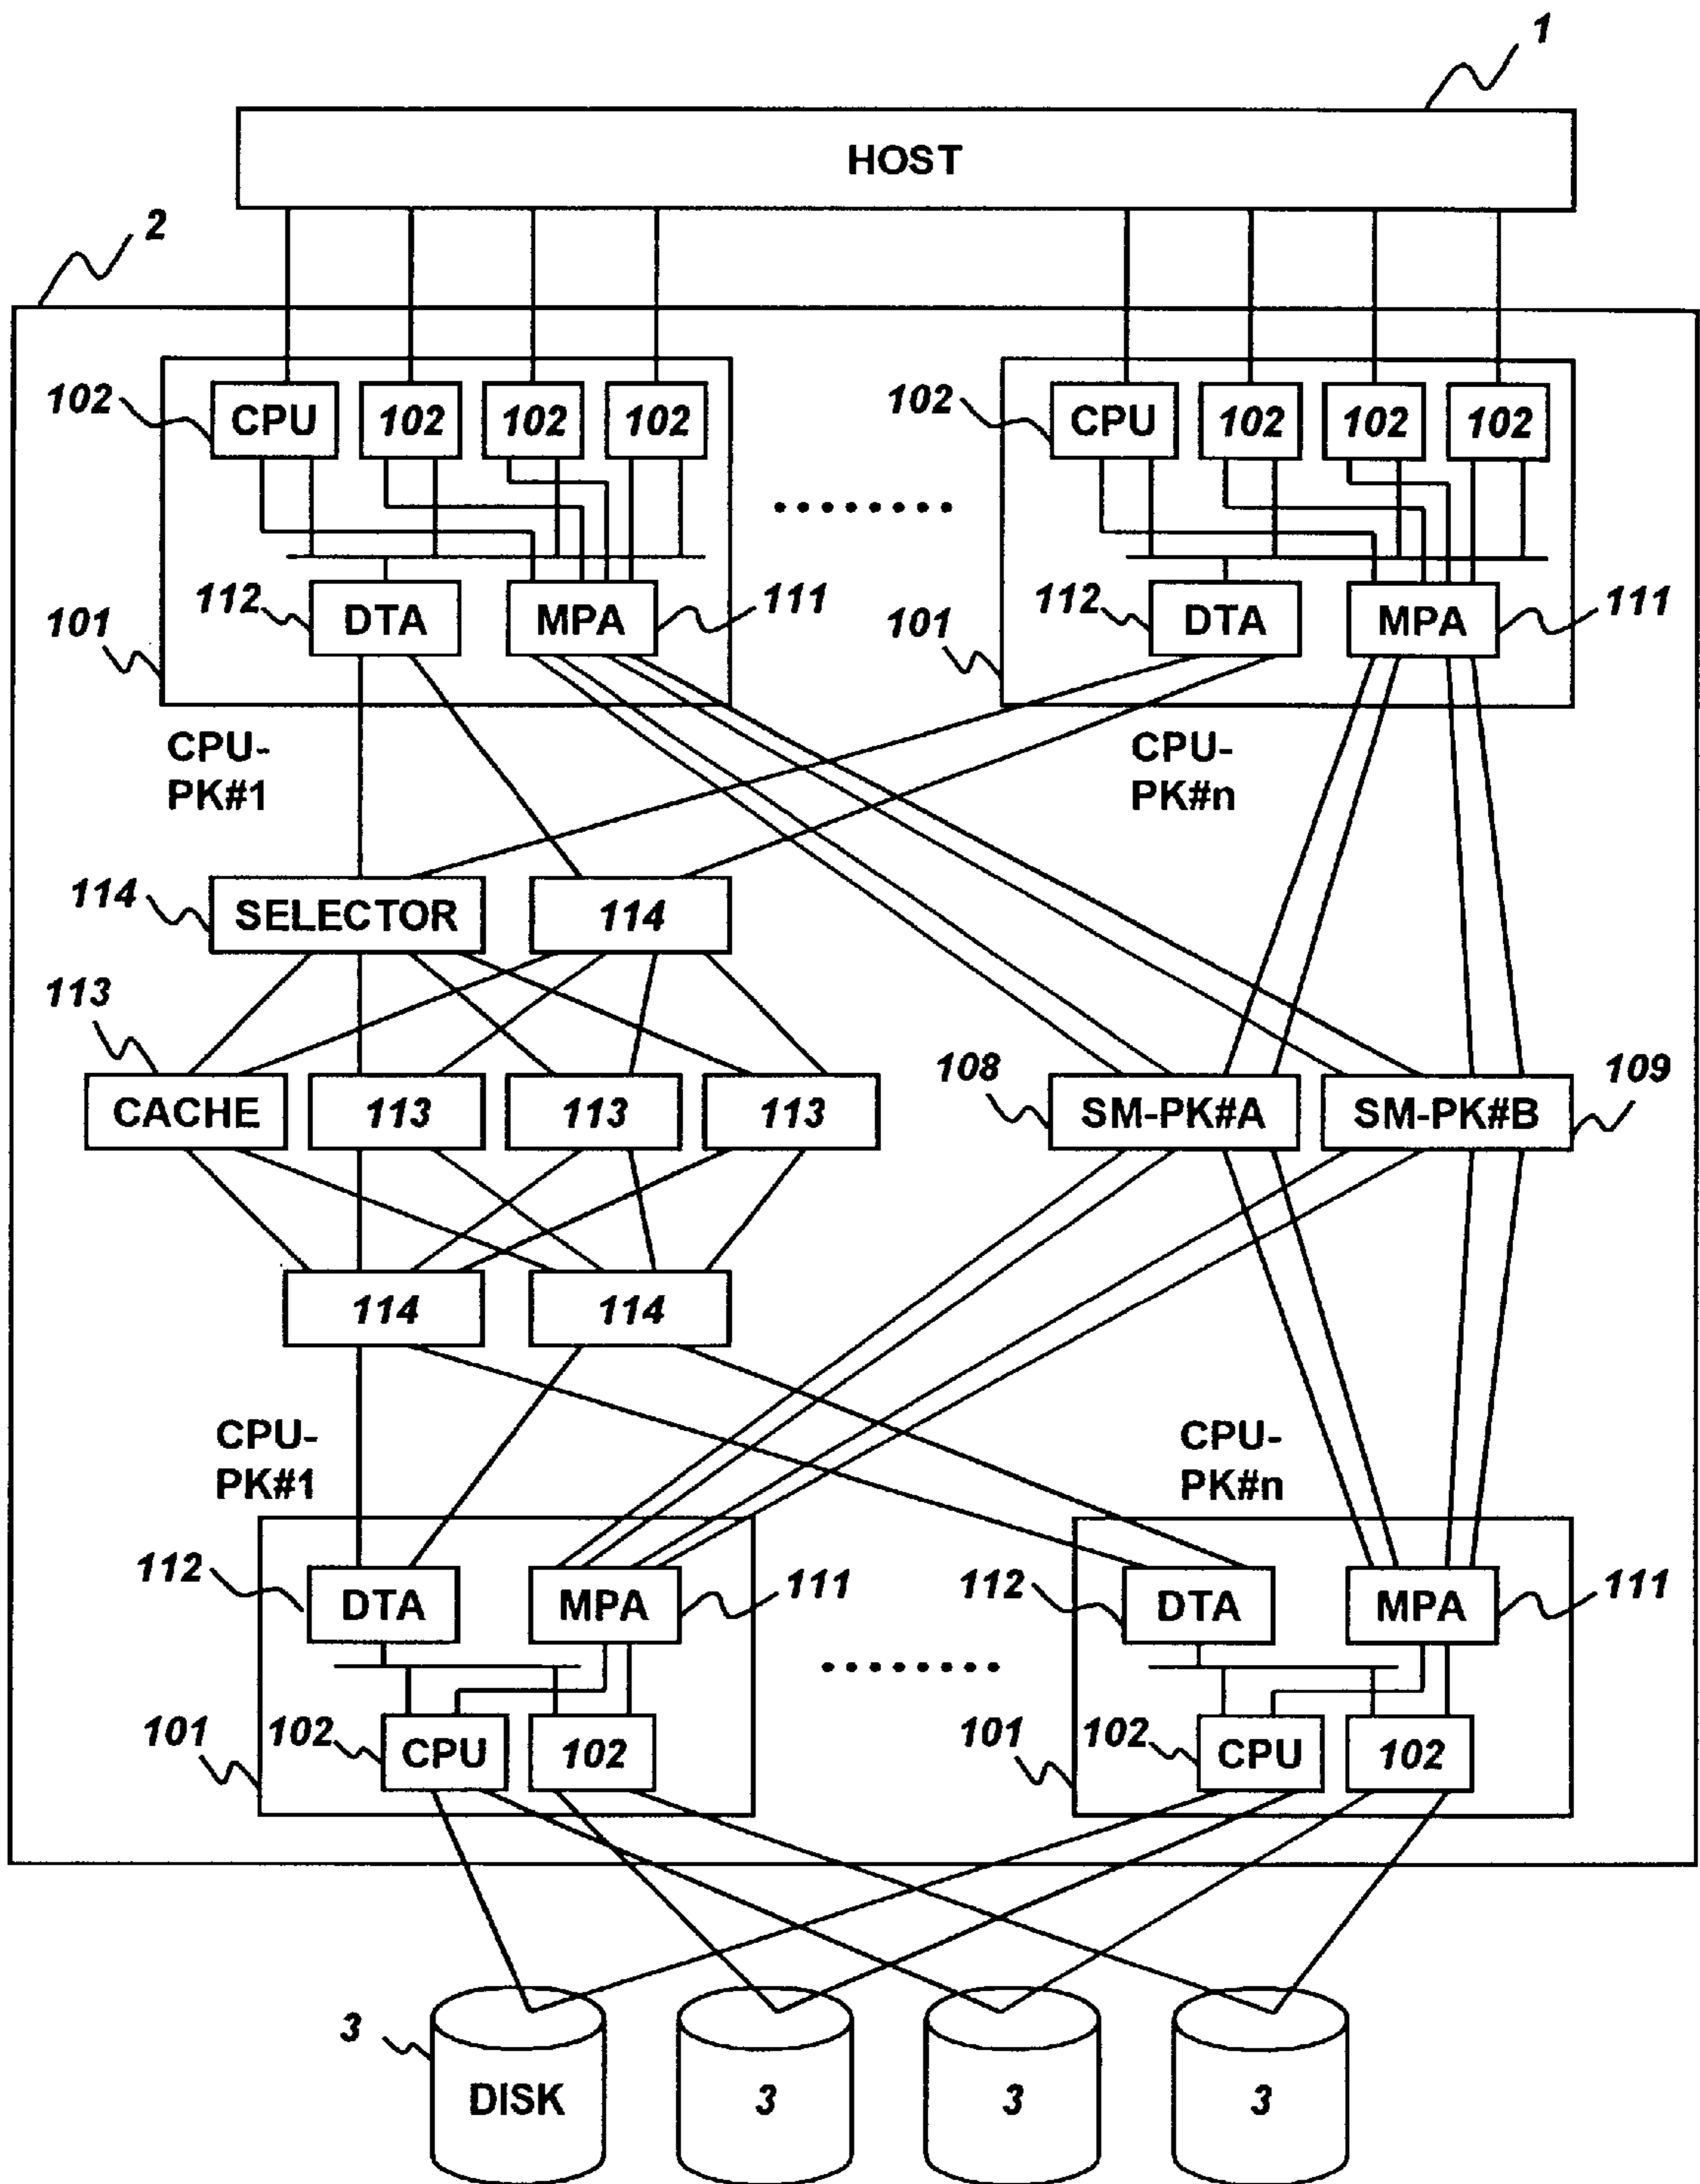 1
HOST
2
102
CPU
102
102
102
102
CPU
102
102
102
112
DTA
MPA
111
112
DTA
MPA
111
101
101
CPU-
PK#1
CPU-
PK#n
114
SELECTOR
114
113
CACHE
113
113
113
108
SM-PK#A
SM-PK#B
109
114
114
CPU-
PK#1
CPU-
PK#n
112
DTA
MPA
111
112
DTA
MPA
111
101
102
CPU
102
101
102
CPU
102
3
DISK
3
3
3